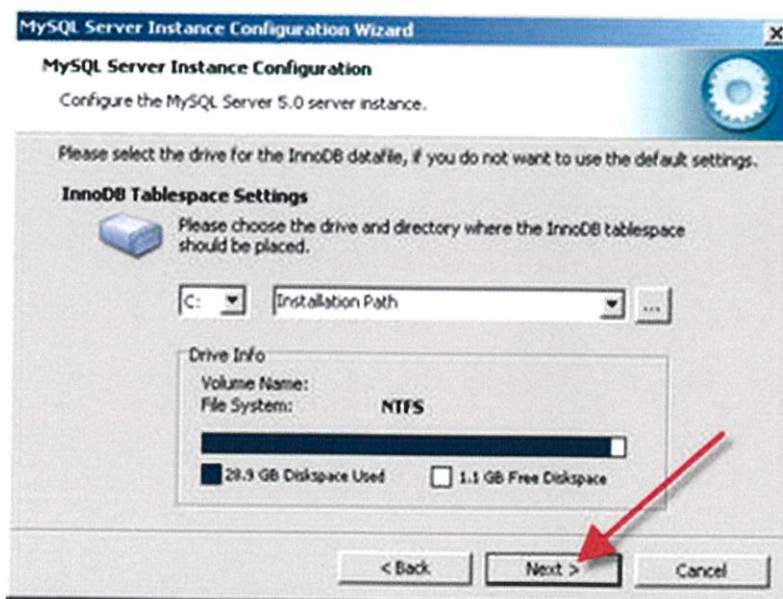 MySQL Server Instance Configuration Wizard
MySQL Server Instance Configuration
Configure the MySQL Server 5.0 server instance.
Please select the drive for the InnoDB datafile, if you do not want to use the default settings.
InnoDB Tablespace Settings
Please choose the drive and directory where the InnoDB tablespace
should be placed.
C: Installation Path ...
Drive Info
Volume Name:
File System: NTFS
28.9 GB Diskspace Used 1.1 GB Free Diskspace
< Back Next > Cancel